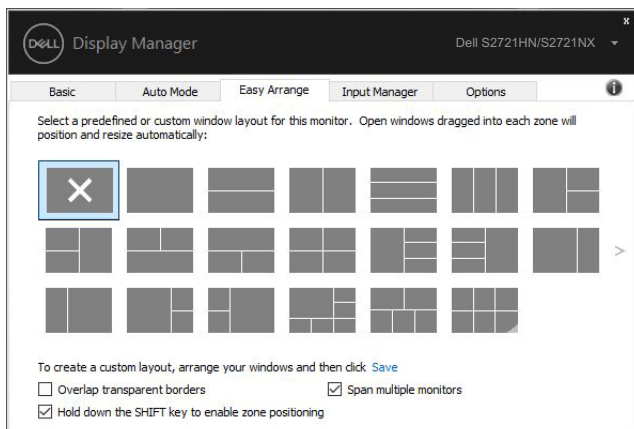 DELL Display Manager
x
Dell S2721HN/S2721NX
Basic Auto Mode Easy Arrange Input Manager Options
Select a predefined or custom window layout for this monitor. Open windows dragged into each zone will
position and resize automatically:
To create a custom layout, arrange your windows and then click Save
Overlap transparent borders Span multiple monitors
Hold down the SHIFT key to enable zone positioning